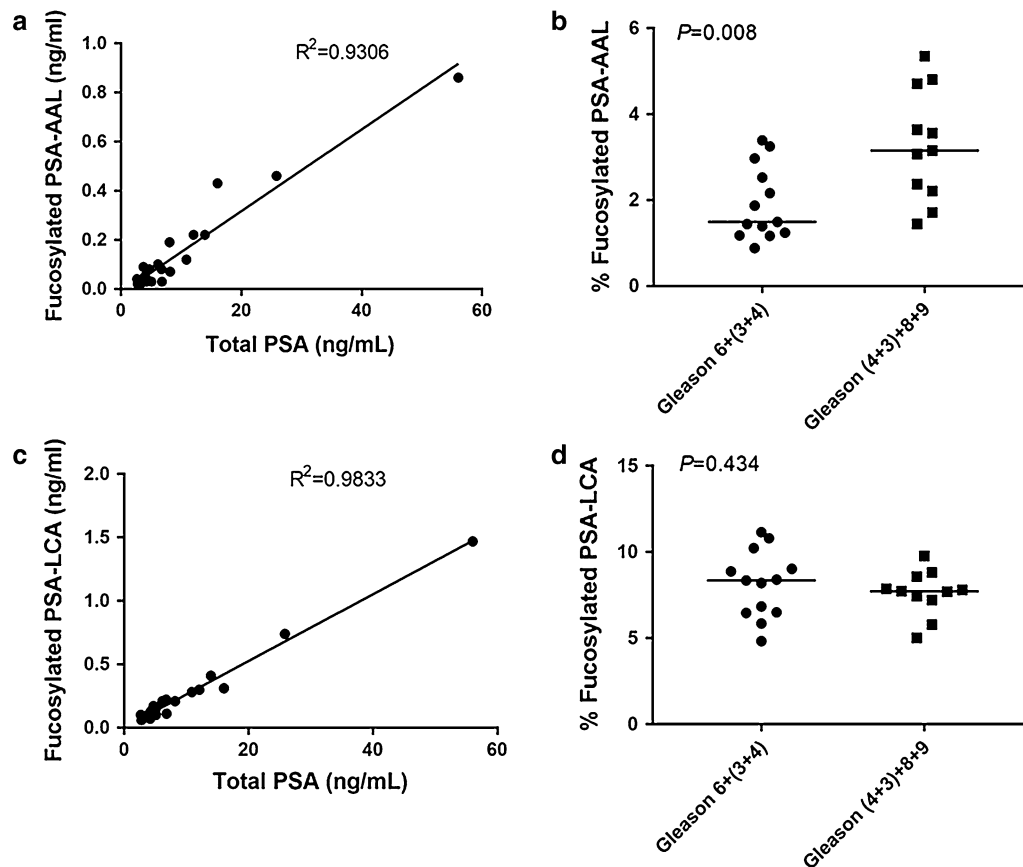 a
Fucosylated PSA-AAL (ng/ml)
1.0
0.8
0.6
0.4
0.2
0.0
R²=0.9306
0
20
40
60
Total PSA (ng/mL)
b
% Fucosylated PSA-AAL
6
4
2
0
P=0.008
Gleason 6+(3+4)
Gleason (4+3)+8+9
c
Fucosylated PSA-LCA (ng/ml)
2.0
1.5
1.0
0.5
0.0
R²=0.9833
0
20
40
60
Total PSA (ng/mL)
d
% Fucosylated PSA-LCA
15
10
5
0
P=0.434
Gleason 6+(3+4)
Gleason (4+3)+8+9